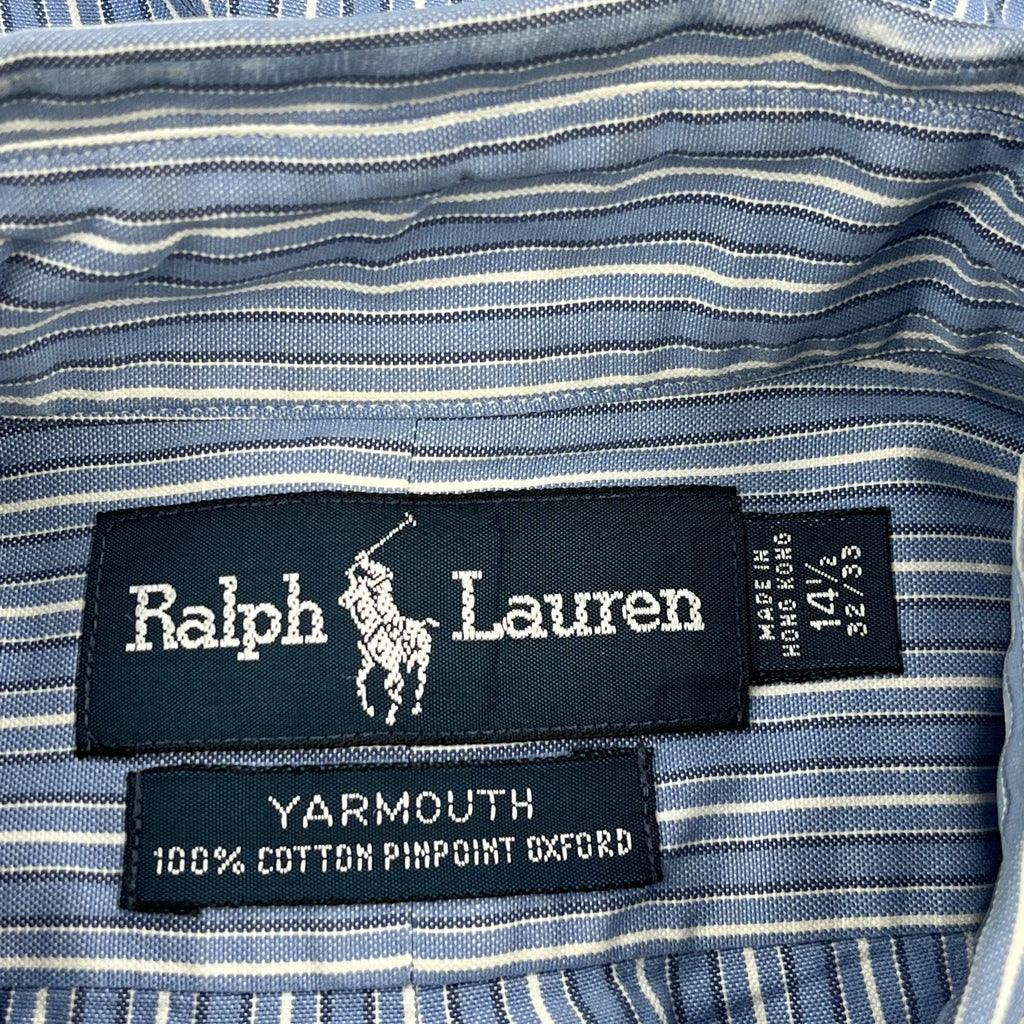 Ralph Lauren
MADE IN
HONG KONG
14½
32/33
YARMOUTH
100% COTTON PINPOINT OXFORD